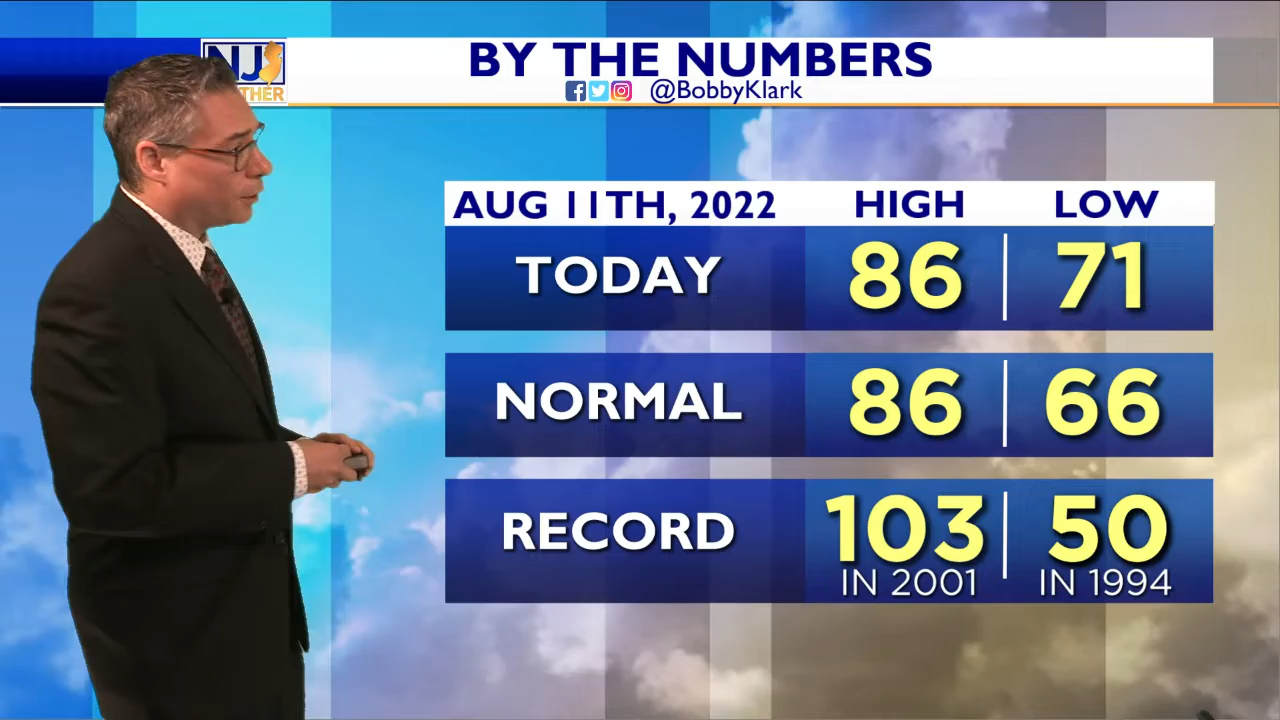 NJ
BY THE NUMBERS
@BobbyKlark
AUG 11TH, 2022 HIGH LOW
TODAY 86 71
NORMAL 86 66
RECORD 103 50
IN 2001 IN 1994